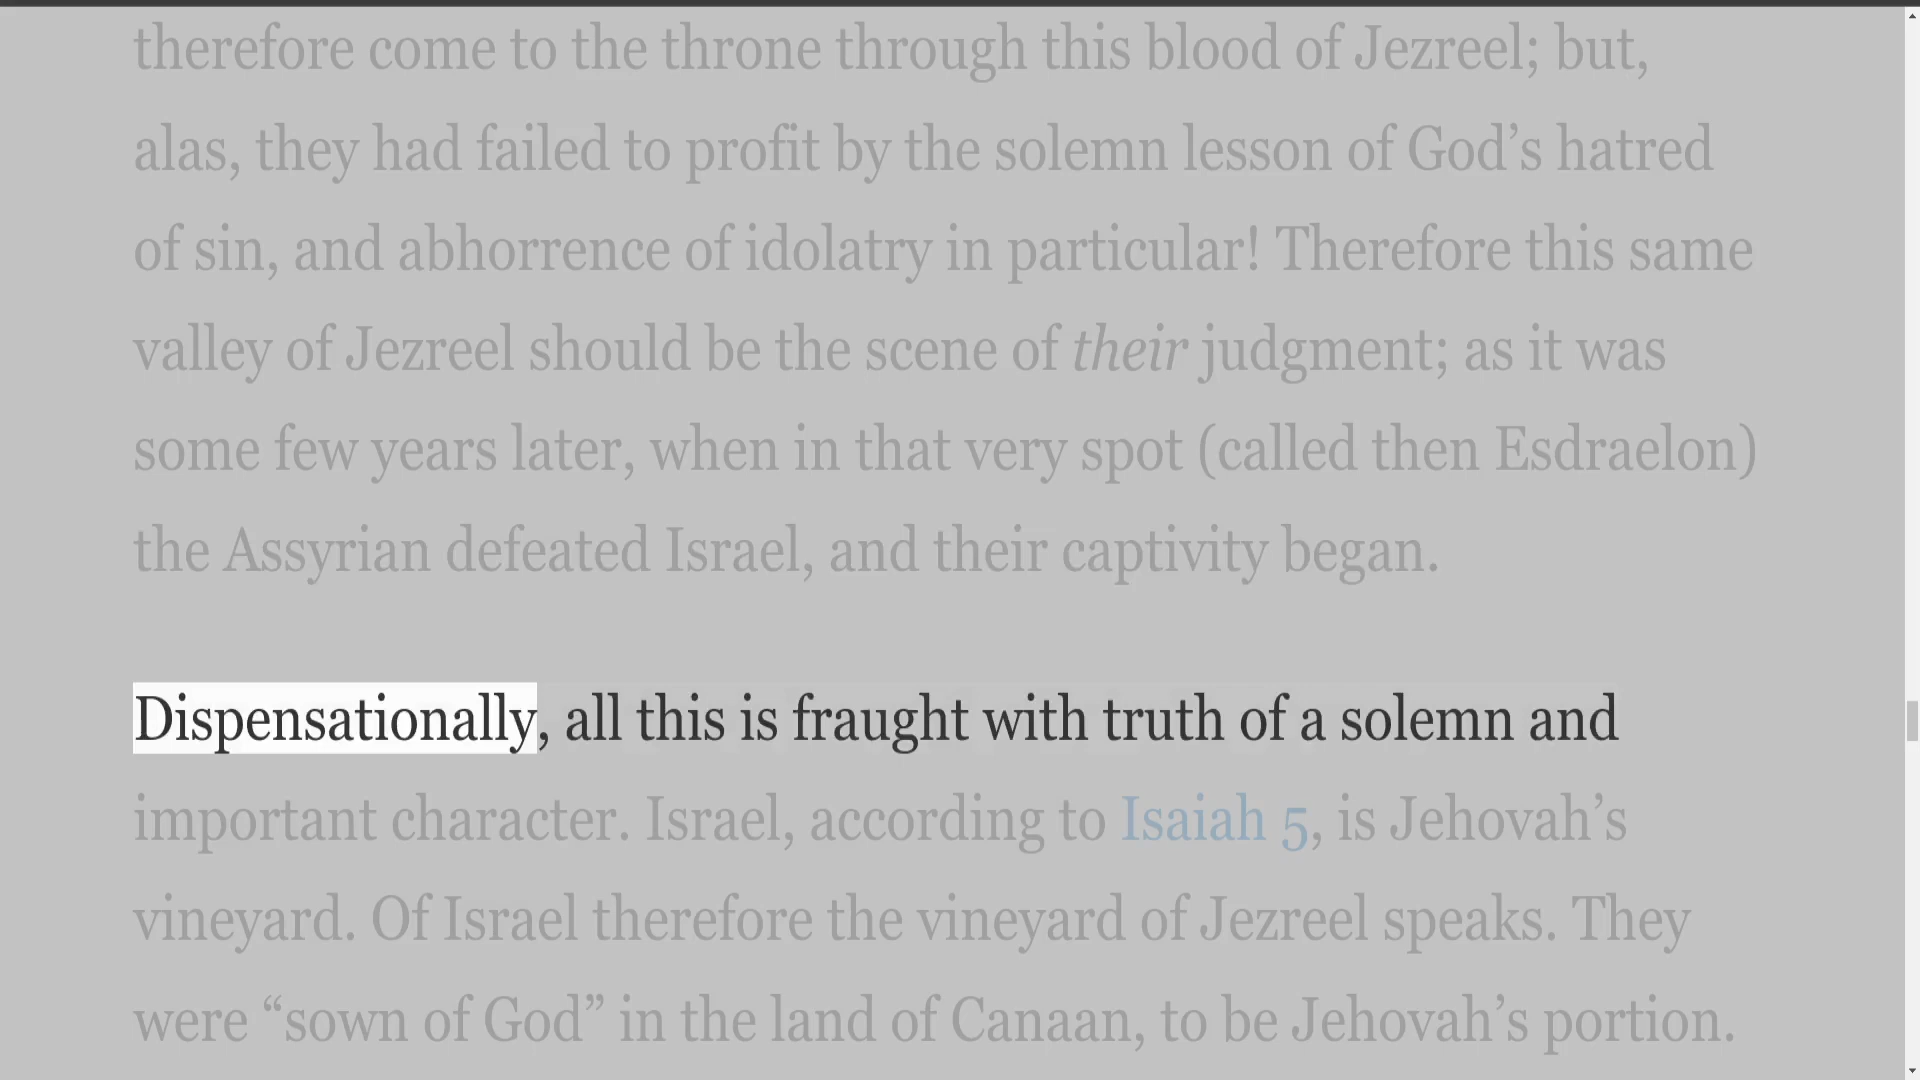 therefore come to the throne through this blood of Jezreel; but,
alas, they had failed to profit by the solemn lesson of God’s hatred
of sin, and abhorrence of idolatry in particular! Therefore this same
valley of Jezreel should be the scene of their judgment; as it was
some few years later, when in that very spot (called then Esdraelon)
the Assyrian defeated Israel, and their captivity began.
Dispensationally, all this is fraught with truth of a solemn and
important character. Israel, according to Isaiah 5, is Jehovah’s
vineyard. Of Israel therefore the vineyard of Jezreel speaks. They
were “sown of God” in the land of Canaan, to be Jehovah’s portion.